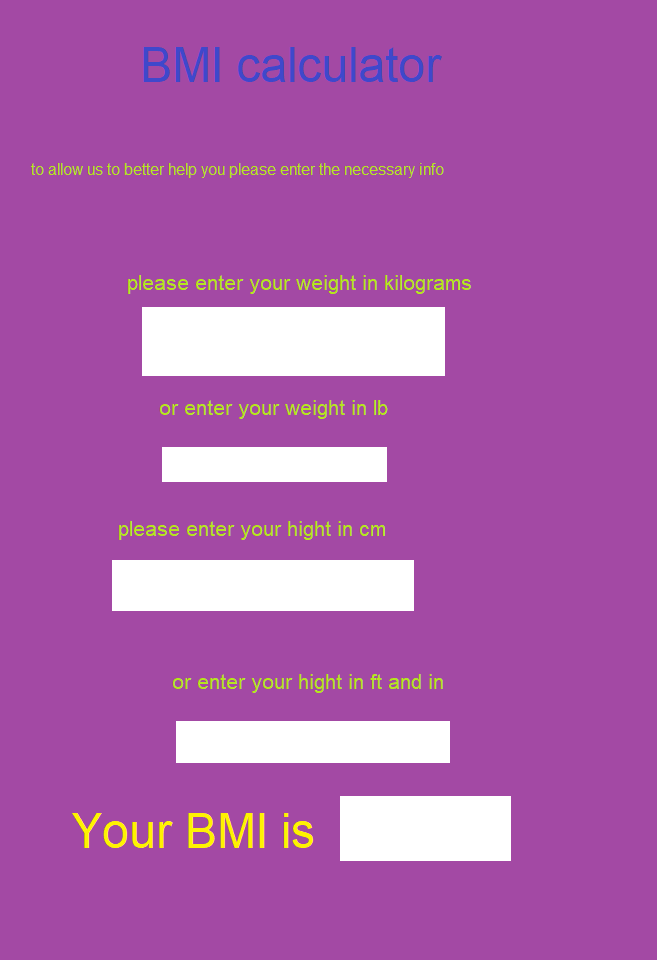 BMI calculator
to allow us to better help you please enter the necessary info
please enter your weight in kilograms
or enter your weight in lb
please enter your hight in cm
or enter your hight in ft and in
Your BMI is